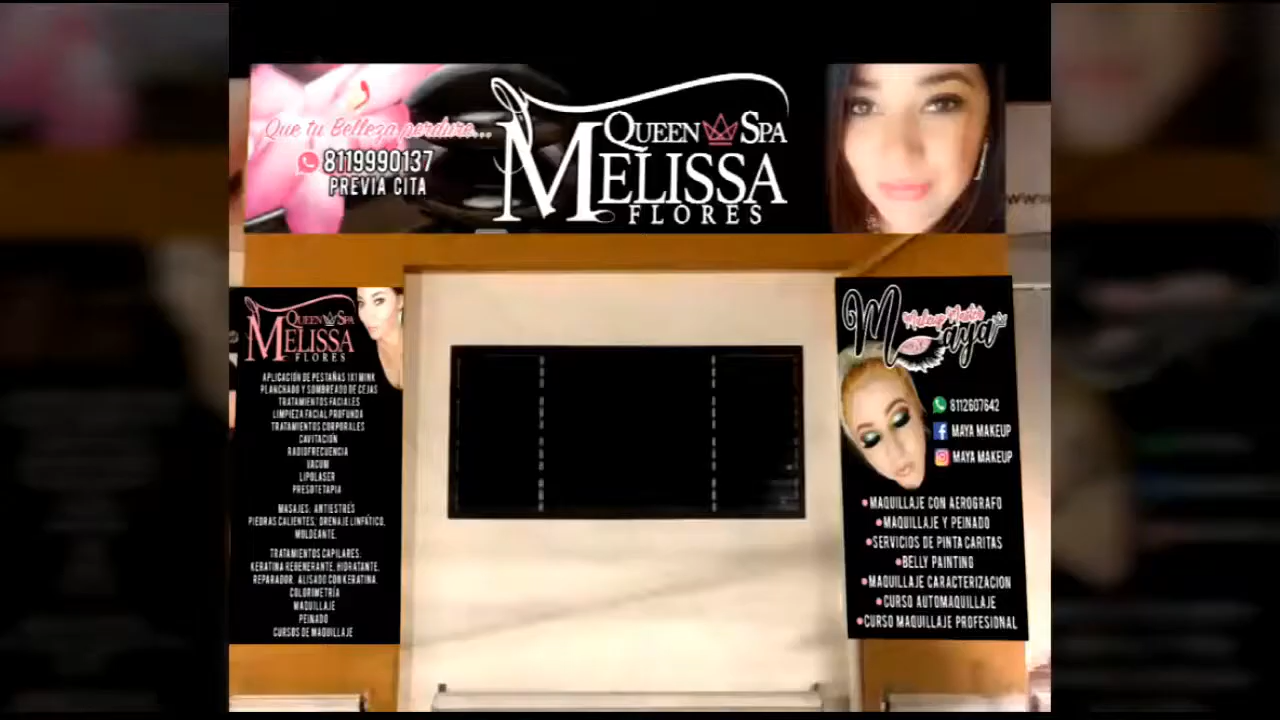 Que tu Belleza perdure...
8119990137
PREVIA CITA
QUEEN SPA
MELISSA
FLORES
www
QUEEN SPA
MELISSA
FLORES
APLICACIÓN DE PESTAÑAS 1X1 MINK
PLANCHADO Y SOMBREADO DE CEJAS
TRATAMIENTOS FACIALES
LIMPIEZA FACIAL PROFUNDA
TRATAMIENTOS CORPORALES
CAVITACIÓN
RADIOFRECUENCIA
VACUM
LIPOLASER
PRESOTETAPIA
MASAJES: ANTIESTRÉS
PIEDRAS CALIENTES, DRENAJE LINFÁTICO,
MOLDEANTE.
TRATAMIENTOS CAPILARES:
KERATINA REGENERANTE, HIDRATANTE,
REPARADOR, ALISADO CON KERATINA.
COLORIMETRÍA
MAQUILLAJE
PEINADO
CURSOS DE MAQUILLAJE
Makeup Master
Maya
8112607642
MAYA MAKEUP
MAYA MAKEUP
MAQUILLAJE CON AEROGRAFO
MAQUILLAJE Y PEINADO
SERVICIOS DE PINTA CARITAS
BELLY PAINTING
MAQUILLAJE CARACTERIZACION
CURSO AUTOMAQUILLAJE
CURSO MAQUILLAJE PROFESIONAL